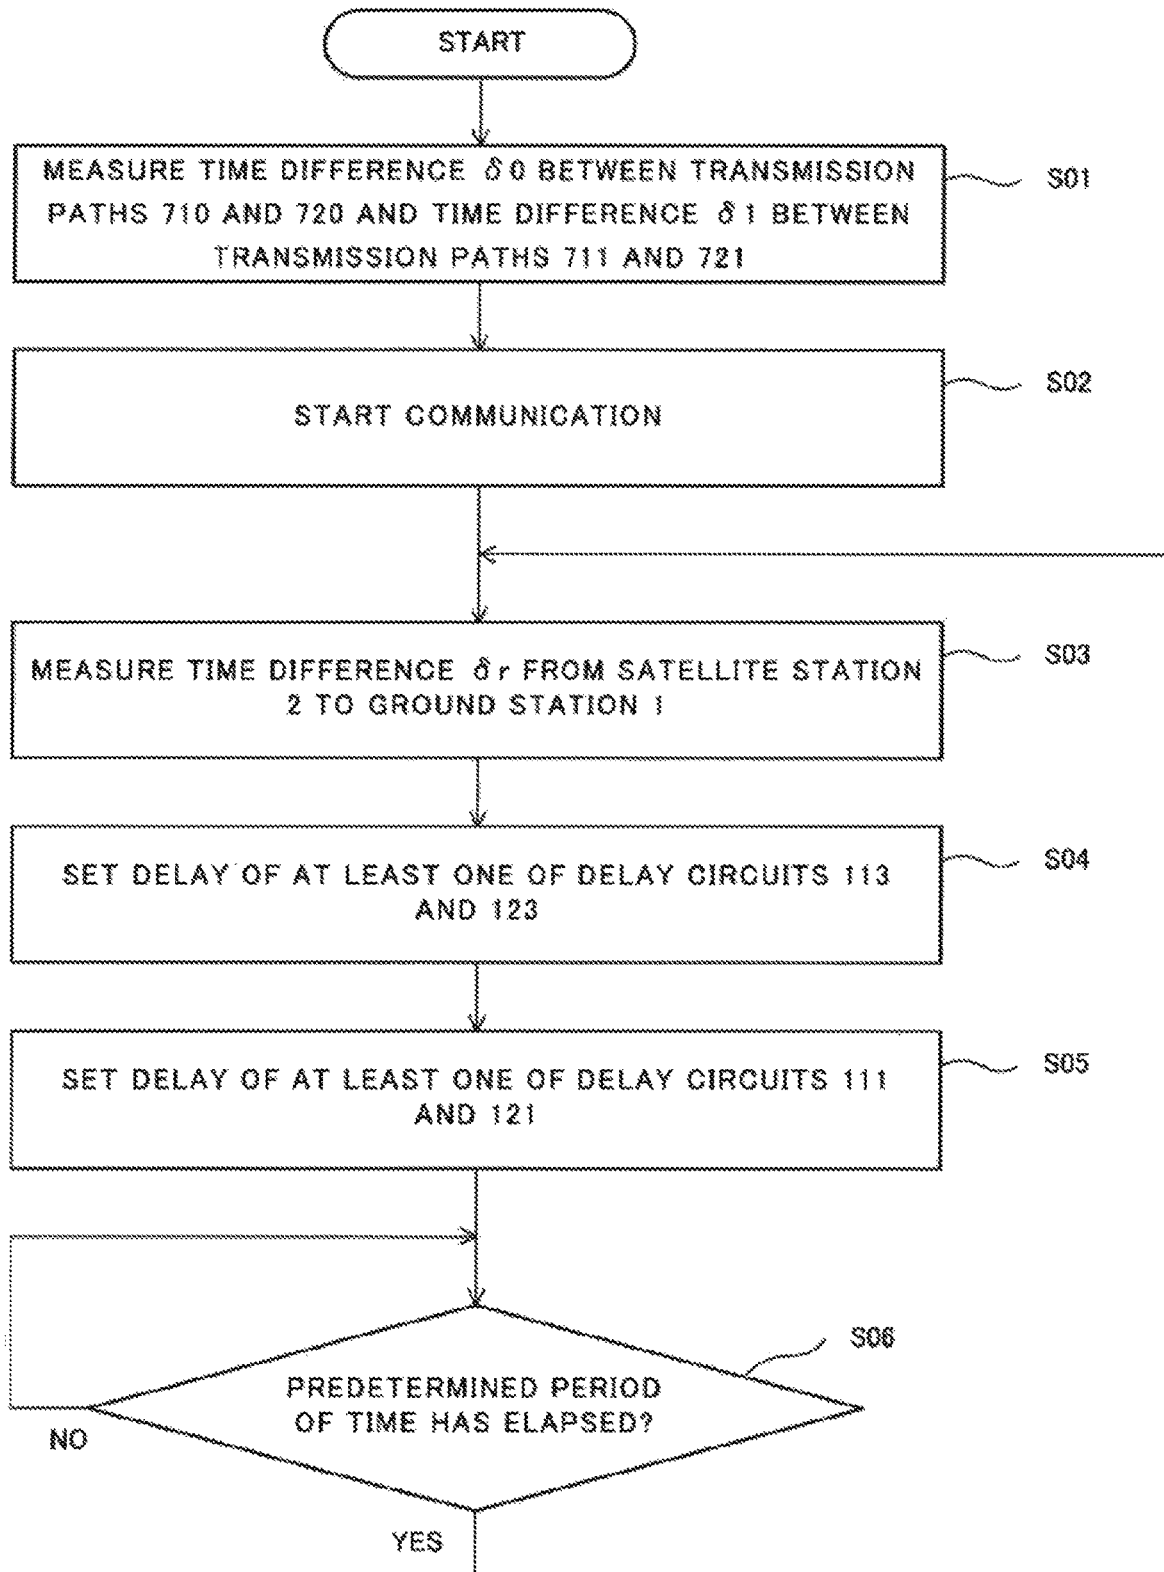 START
MEASURE TIME DIFFERENCE δ0 BETWEEN TRANSMISSION
PATHS 710 AND 720 AND TIME DIFFERENCE δ1 BETWEEN
TRANSMISSION PATHS 711 AND 721
S01
START COMMUNICATION
S02
MEASURE TIME DIFFERENCE δr FROM SATELLITE STATION
2 TO GROUND STATION 1
S03
SET DELAY OF AT LEAST ONE OF DELAY CIRCUITS 113
AND 123
S04
SET DELAY OF AT LEAST ONE OF DELAY CIRCUITS 111
AND 121
S05
PREDETERMINED PERIOD
OF TIME HAS ELAPSED?
S06
NO
YES